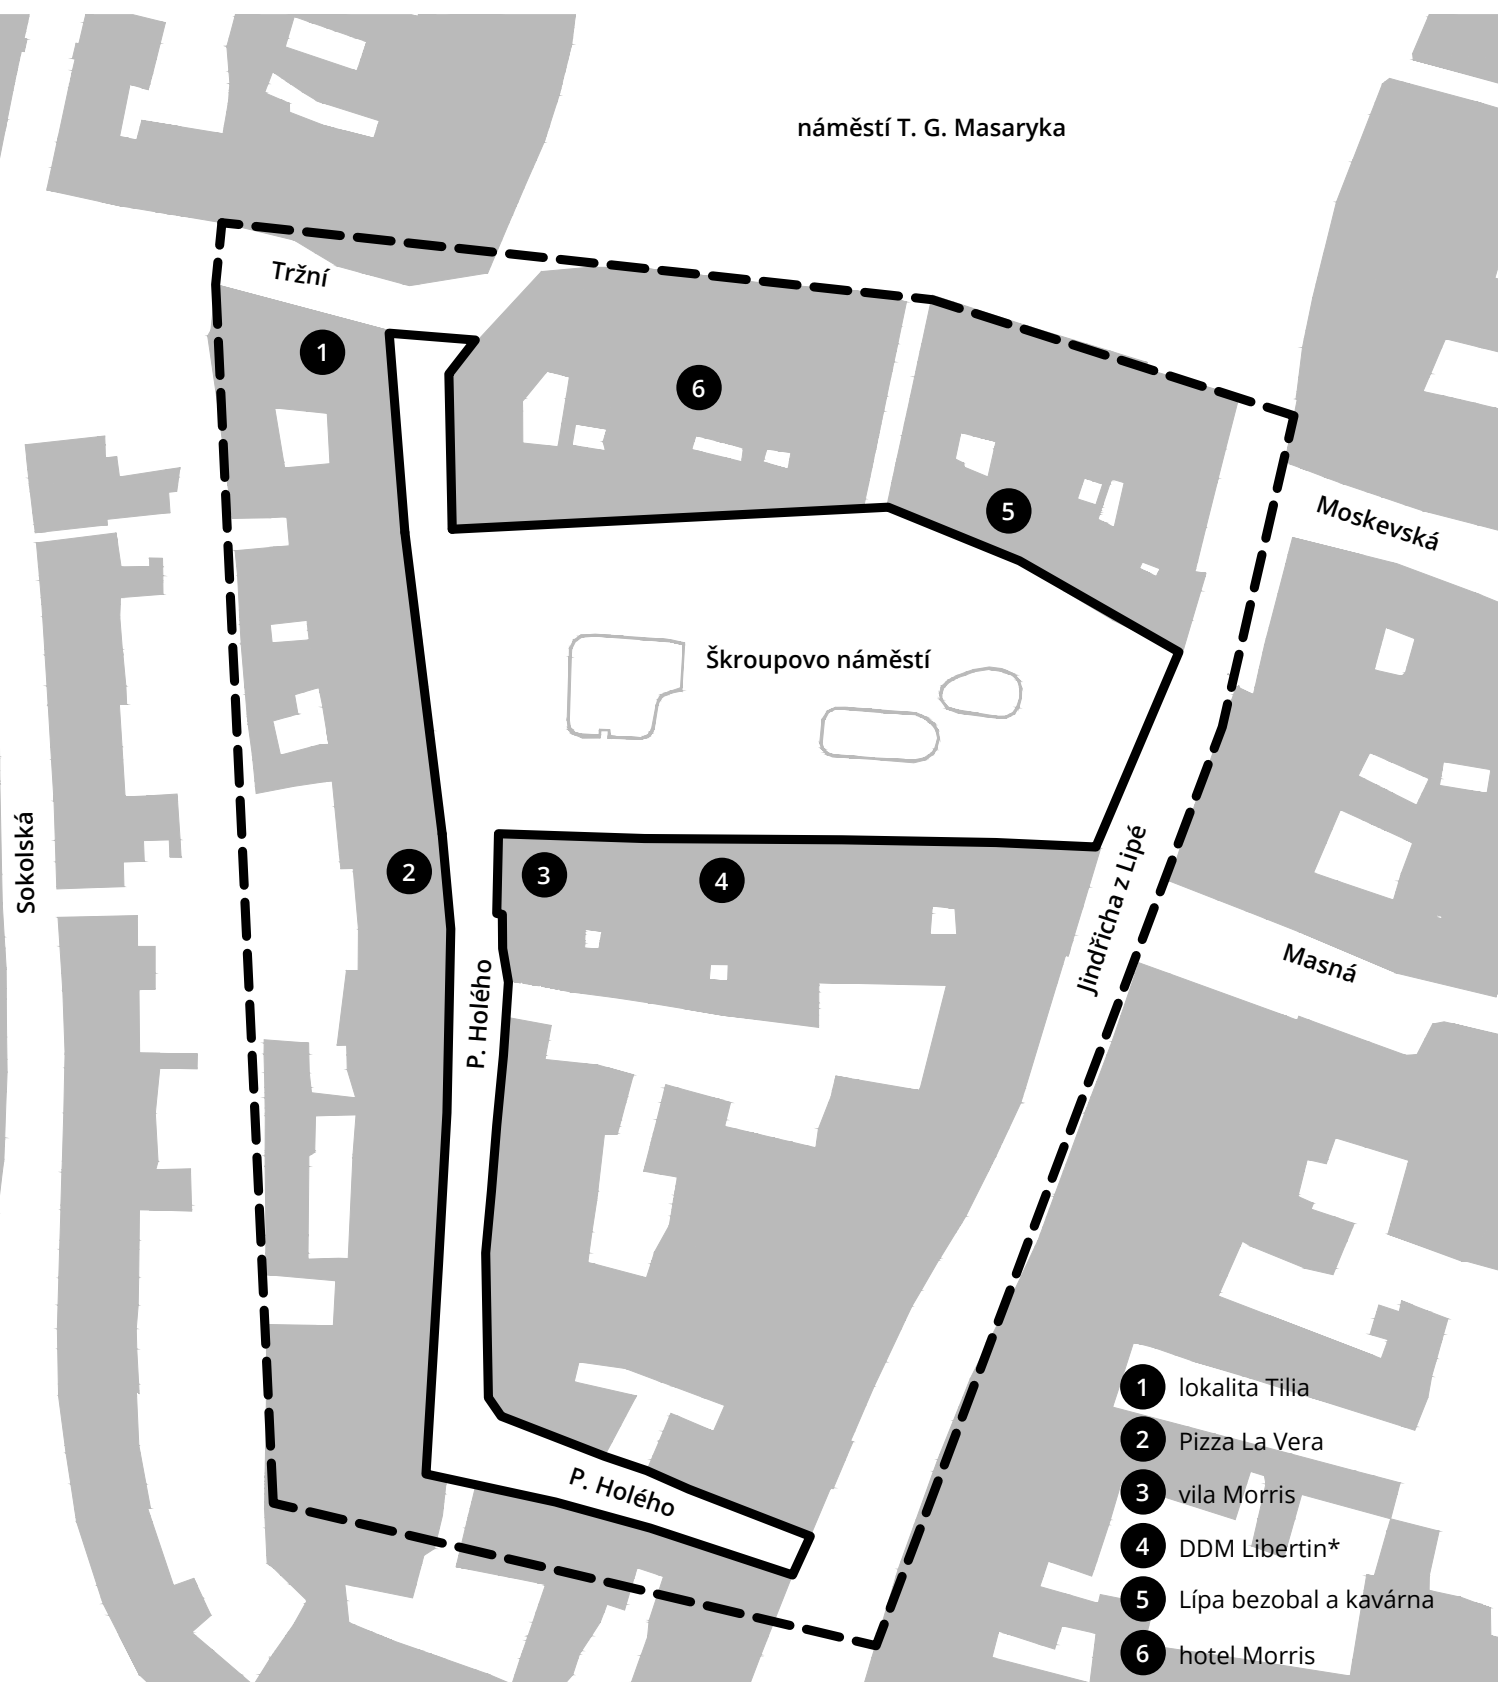 náměstí T. G. Masaryka
Tržní
1
6
5
Moskevská
Škroupovo náměstí
Sokolská
2
3
4
Jindřicha z Lipé
Masná
P. Holého
P. Holého
1 lokalita Tilia
2 Pizza La Vera
3 vila Morris
4 DDM Libertin*
5 Lípa bezobal a kavárna
6 hotel Morris